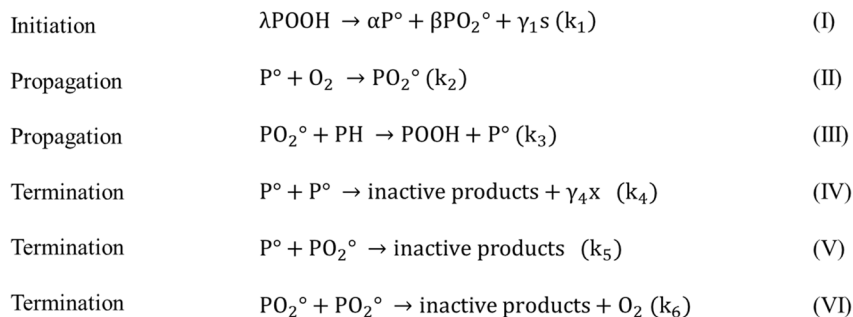 Initiation λPOOH → αP° + βPO₂° + γ₁s (k₁) (I)
Propagation P° + O₂ → PO₂° (k₂) (II)
Propagation PO₂° + PH → POOH + P° (k₃) (III)
Termination P° + P° → inactive products + γ₄x (k₄) (IV)
Termination P° + PO₂° → inactive products (k₅) (V)
Termination PO₂° + PO₂° → inactive products + O₂ (k₆) (VI)